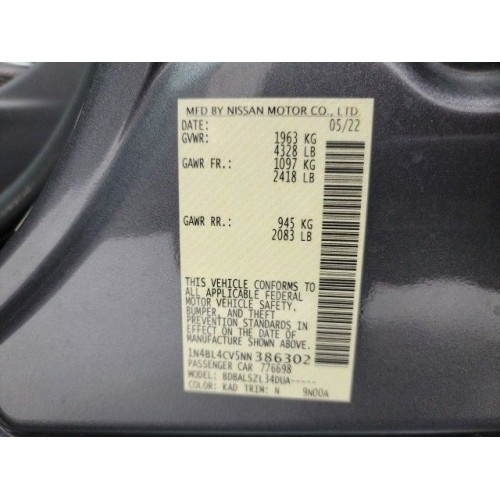 MFD BY NISSAN MOTOR CO., LTD
DATE: 05/22
GVWR: 1963 KG
4328 LB
GAWR FR.: 1097 KG
2418 LB
GAWR RR.: 945 KG
2083 LB
THIS VEHICLE CONFORMS TO
ALL APPLICABLE FEDERAL
MOTOR VEHICLE SAFETY,
BUMPER, AND THEFT
PREVENTION STANDARDS IN
EFFECT ON THE DATE OF
MANUFACTURE SHOWN ABOVE.
1N4BL4CV5NN386302
PASSENGER CAR 776698
MODEL: BDBALSZL34DUA-----
COLOR: KAD TRIM: N 9N00A